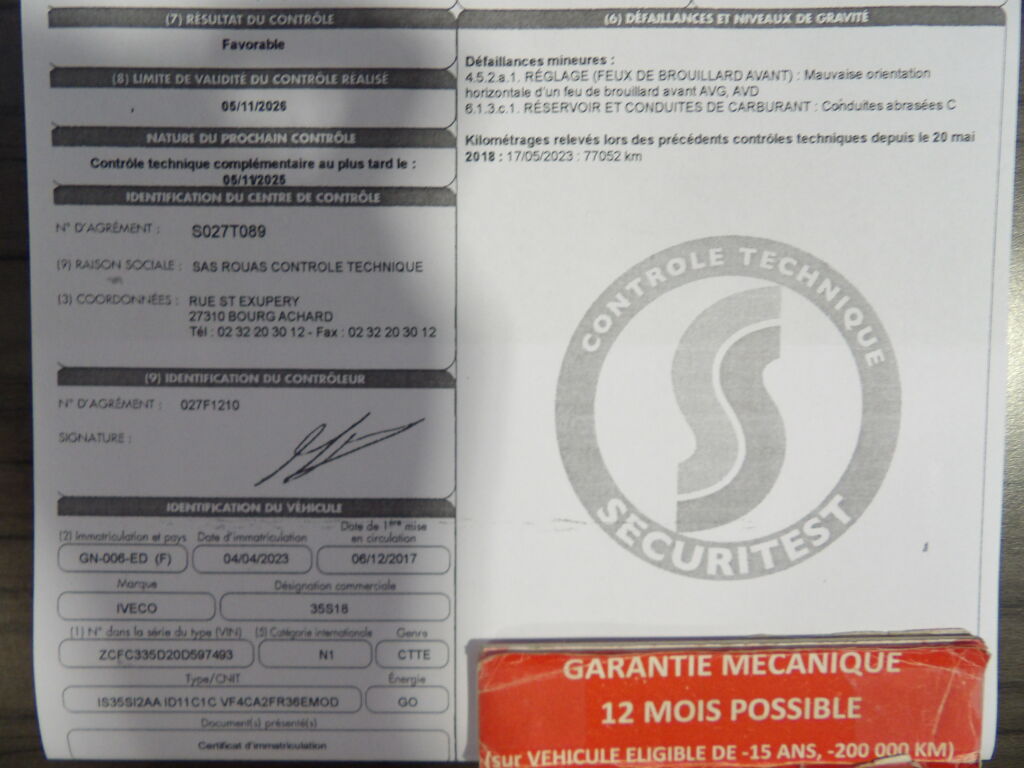 (7) RÉSULTAT DU CONTRÔLE
Favorable
(8) LIMITE DE VALIDITÉ DU CONTRÔLE RÉALISÉ
05/11/2026
NATURE DU PROCHAIN CONTRÔLE
Contrôle technique complémentaire au plus tard le :
05/11/2025
IDENTIFICATION DU CENTRE DE CONTRÔLE
N° D'AGRÉMENT : S027T089
(9) RAISON SOCIALE : SAS ROUAS CONTROLE TECHNIQUE
(3) COORDONNÉES : RUE ST EXUPERY
27310 BOURG ACHARD
Tél : 02 32 20 30 12 - Fax : 02 32 20 30 12
(9) IDENTIFICATION DU CONTRÔLEUR
N° D'AGRÉMENT : 027F1210
SIGNATURE :
IDENTIFICATION DU VÉHICULE
(2) Immatriculation et pays Date d'immatriculation Date de 1ère mise en circulation
GN-006-ED (F) 04/04/2023 06/12/2017
Marque Désignation commerciale
IVECO 35S18
(1) N° dans la série du type (VIN) (5) Catégorie internationale Genre
ZCFC335D20D597493 N1 CTTE
Type/CNIT Énergie
IS35SI2AA ID11C1C VF4CA2FR36EMOD GO
Document(s) présenté(s)
Certificat d'immatriculation
(6) DÉFAILLANCES ET NIVEAUX DE GRAVITÉ
Défaillances mineures :
4.5.2.a.1. RÉGLAGE (FEUX DE BROUILLARD AVANT) : Mauvaise orientation
horizontale d'un feu de brouillard avant AVG, AVD
6.1.3.c.1. RÉSERVOIR ET CONDUITES DE CARBURANT : Conduites abrasées C
Kilométrages relevés lors des précédents contrôles techniques depuis le 20 mai
2018 : 17/05/2023 : 77052 km
CONTROLE TECHNIQUE
SECURITEST
GARANTIE MECANIQUE
12 MOIS POSSIBLE
(sur VEHICULE ELIGIBLE DE -15 ANS, -200 000 KM)